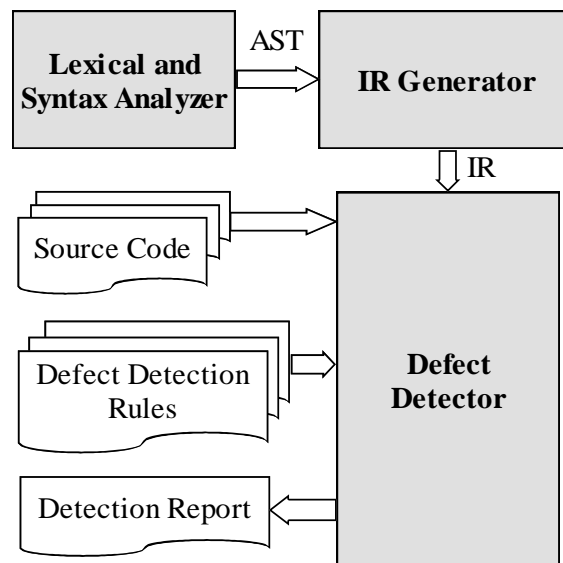 AST
Lexical and
Syntax Analyzer
IR Generator
IR
Source Code
Defect Detection
Rules
Defect
Detector
Detection Report